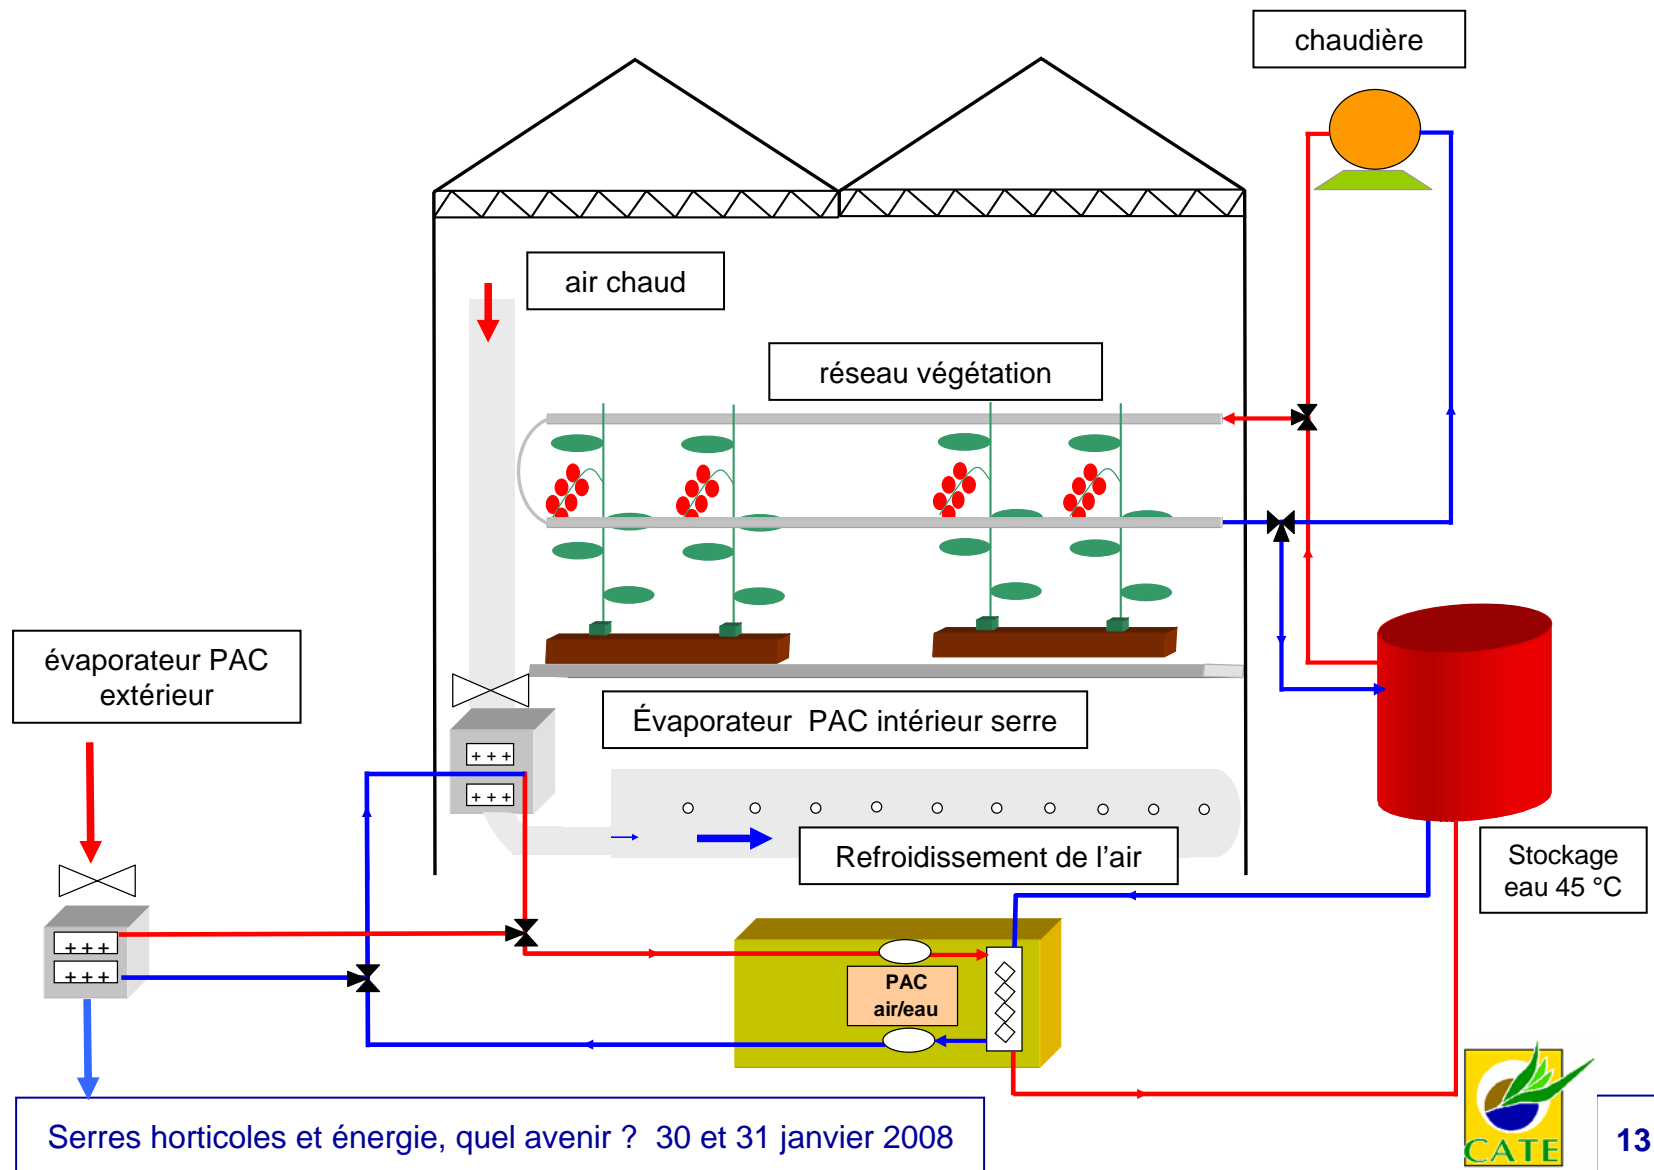 chaudière
air chaud
réseau végétation
évaporateur PAC
extérieur
Évaporateur PAC intérieur serre
+ + +
+ + +
Refroidissement de l'air
Stockage
eau 45 °C
+ + +
+ + +
PAC
air/eau
Serres horticoles et énergie, quel avenir ? 30 et 31 janvier 2008
CATE
13